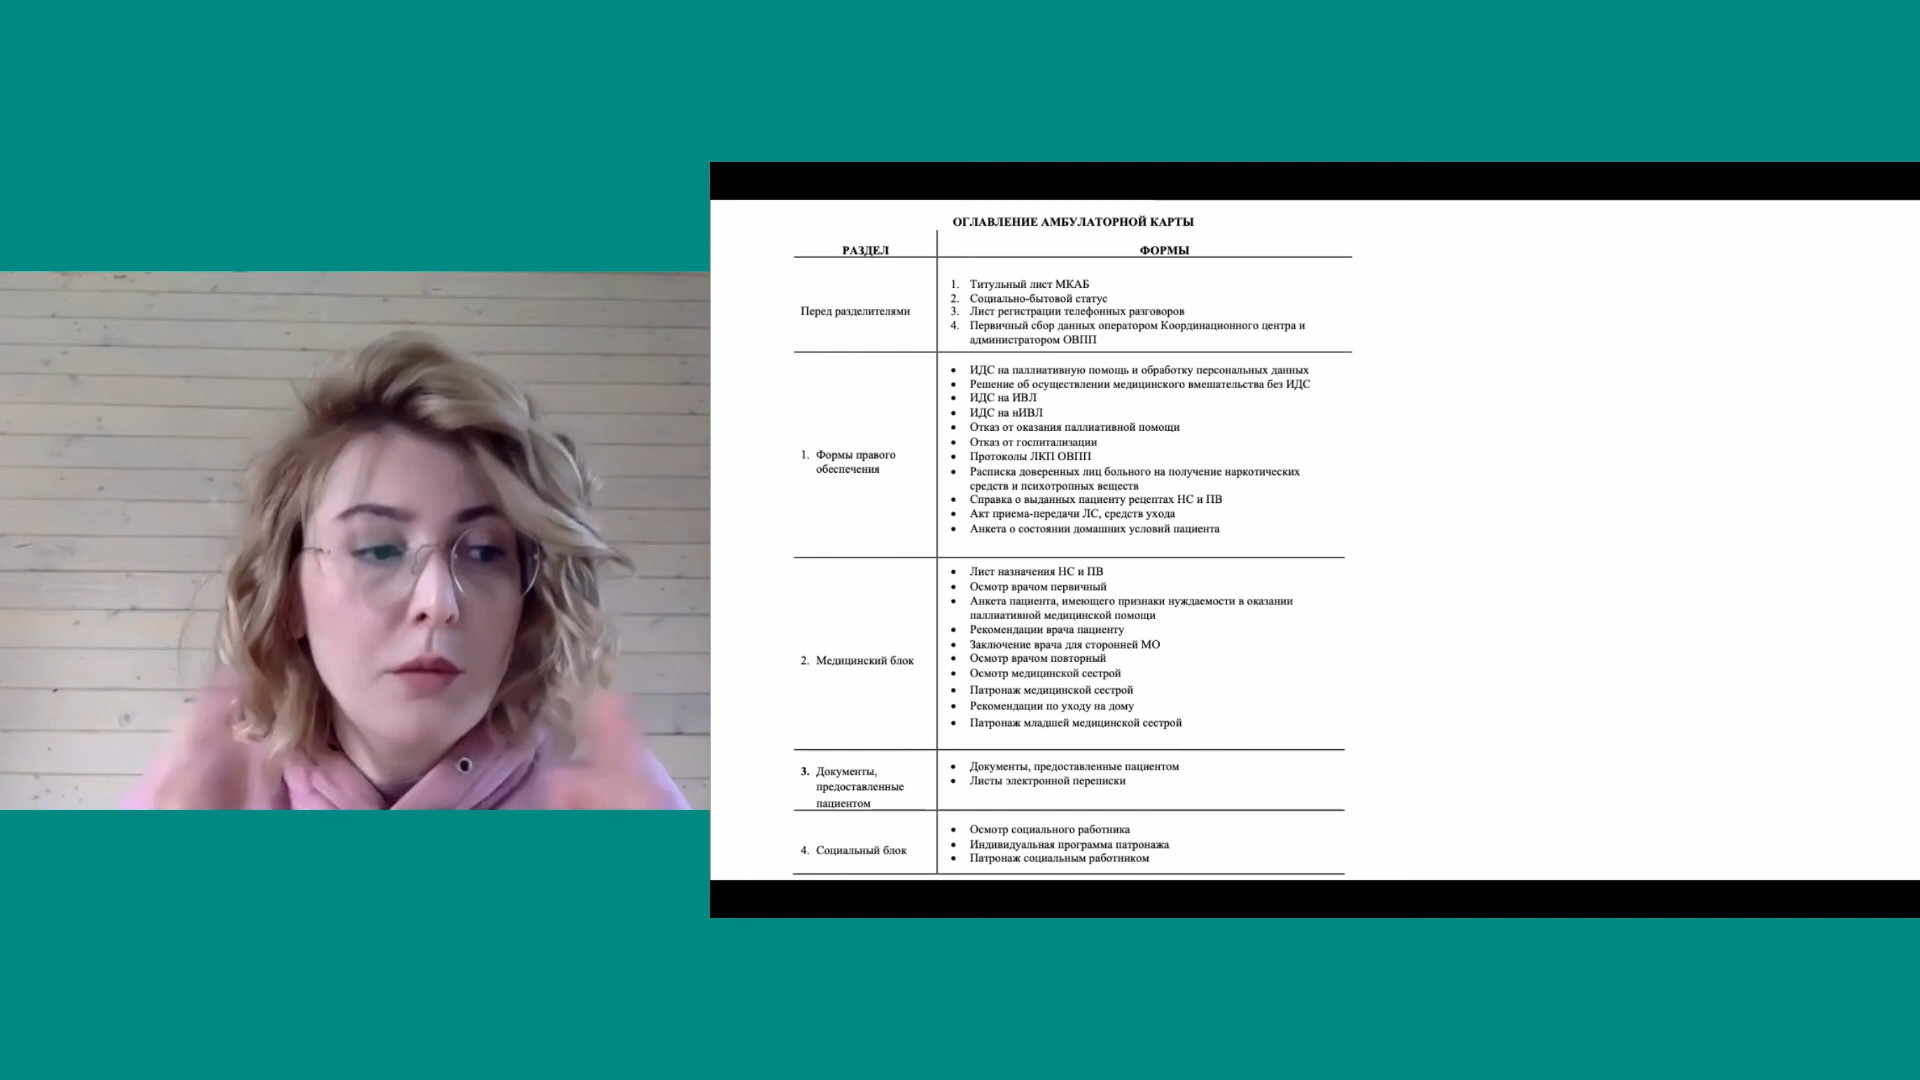 ОГЛАВЛЕНИЕ АМБУЛАТОРНОЙ КАРТЫ
РАЗДЕЛ
ФОРМЫ
Перед разделителями
1. Титульный лист МКАБ
2. Социально-бытовой статус
3. Лист регистрации телефонных разговоров
4. Первичный сбор данных оператором Координационного центра и
администратором ОВПП
1. Формы правого
обеспечения
• ИДС на паллиативную помощь и обработку персональных данных
• Решение об осуществлении медицинского вмешательства без ИДС
• ИДС на ИВЛ
• ИДС на нИВЛ
• Отказ от оказания паллиативной помощи
• Отказ от госпитализации
• Протоколы ЛКП ОВПП
• Расписка доверенных лиц больного на получение наркотических
средств и психотропных веществ
• Справка о выданных пациенту рецептах НС и ПВ
• Акт приема-передачи ЛС, средств ухода
• Анкета о состоянии домашних условий пациента
2. Медицинский блок
• Лист назначения НС и ПВ
• Осмотр врачом первичный
• Анкета пациента, имеющего признаки нуждаемости в оказании
паллиативной медицинской помощи
• Рекомендации врача пациенту
• Заключение врача для сторонней МО
• Осмотр врачом повторный
• Осмотр медицинской сестрой
• Патронаж медицинской сестрой
• Рекомендации по уходу на дому
• Патронаж младшей медицинской сестрой
3. Документы,
предоставленные
пациентом
• Документы, предоставленные пациентом
• Листы электронной переписки
4. Социальный блок
• Осмотр социального работника
• Индивидуальная программа патронажа
• Патронаж социальным работником